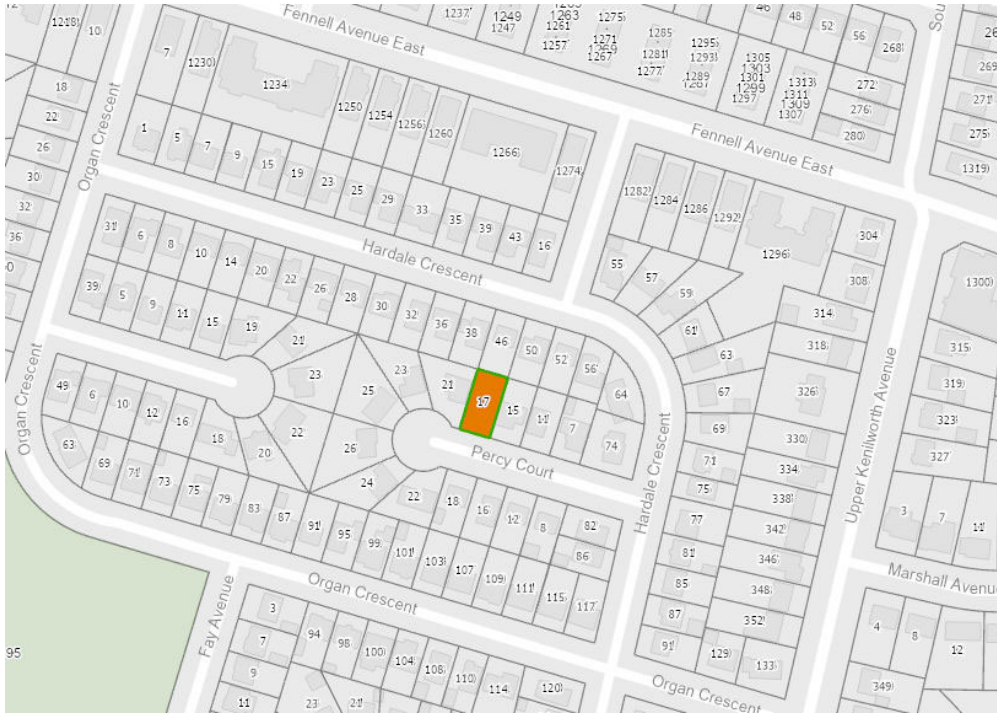 1218 10 7 1230 1234 Fennell Avenue East 1237 1249 1263 1275 46 48 52 56 268
1247 1261 1271 1285 1295
1257 1269 1281 1293
1267 1277 1289
1305 1303 1301 1299 1297
1313 1311 1309 1307
272 276 280
269 271 275 1319
Fennell Avenue East
18 22 26 30 32 36
Organ Crescent
1250 1254 1256 1260 1266 1274
1 5 7 9 15 19 23 25 29 33 35 39 43 16
1282 1284 1286 1292 1296 304 308 314 318 326 330 334 338 342 346 348 352
1300 315 319 323 327
Hardale Crescent
31 6 8 10 14 20 22 26 28 30 32 36 38 46 50 52 56 64
55 57 59 61 63 67 69 71 75 77 81 85 87 91
39 5 9 11 15 19 21 23 25 23 21 17 15 11 7 74
Organ Crescent
49 6 10 12 16 18 20 22 26 24 22 18 16 12 8 82 86
Percy Court
Hardale Crescent
Upper Kenilworth Avenue
63 69 71 73 75 79 83 87 91 95 99 101 103 107 109 111 115 117
3 7 11
Marshall Avenue
4 8 12 349
Organ Crescent
Fay Avenue
3 7 9 11 94 98 100 104 108 110 114 120 23 21
129 133
Organ Crescent
95